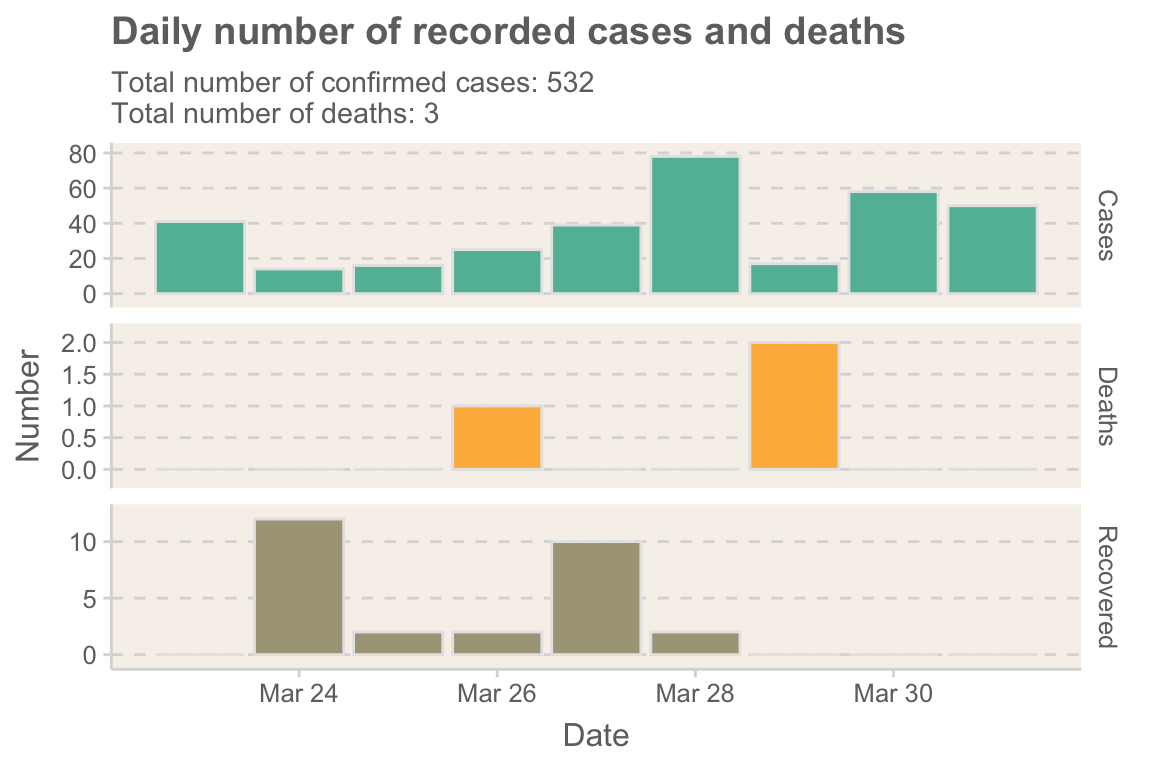 Daily number of recorded cases and deaths
Total number of confirmed cases: 532
Total number of deaths: 3
80
60
40
20
0
Cases
2.0
1.5
1.0
0.5
0.0
Deaths
10
5
0
Recovered
Number
Mar 24
Mar 26
Mar 28
Mar 30
Date